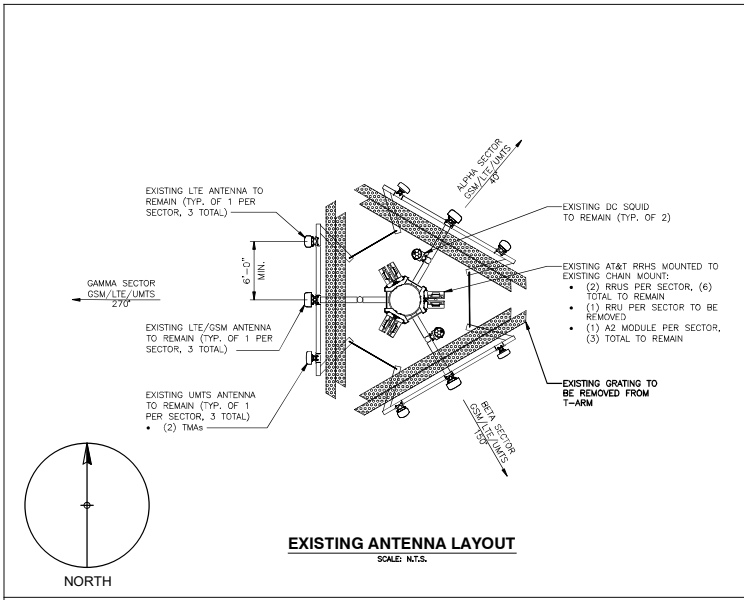 ALPHA SECTOR
GSM/LTE/UMTS
40°
EXISTING LTE ANTENNA TO
REMAIN (TYP. OF 1 PER
SECTOR, 3 TOTAL)
EXISTING DC SQUID
TO REMAIN (TYP. OF 2)
6'-0"
MIN.
GAMMA SECTOR
GSM/LTE/UMTS
270°
EXISTING AT&T RRHS MOUNTED TO
EXISTING CHAIN MOUNT:
• (2) RRUS PER SECTOR, (6)
TOTAL TO REMAIN
• (1) RRU PER SECTOR TO BE
REMOVED
• (1) A2 MODULE PER SECTOR,
(3) TOTAL TO REMAIN
EXISTING LTE/GSM ANTENNA
TO REMAIN (TYP. OF 1 PER
SECTOR, 3 TOTAL)
EXISTING GRATING TO
BE REMOVED FROM
T-ARM
EXISTING UMTS ANTENNA
TO REMAIN (TYP. OF 1
PER SECTOR, 3 TOTAL)
• (2) TMAs
BETA SECTOR
GSM/LTE/UMTS
150°
EXISTING ANTENNA LAYOUT
SCALE: N.T.S.
NORTH